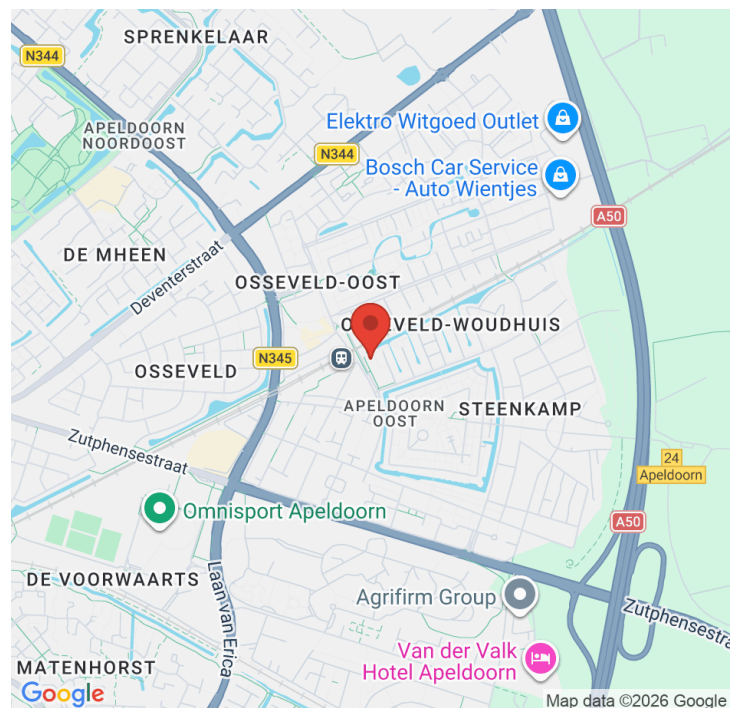 SPRENKELAAR
N344
APELDOORN
NOORDOOST
Elektro Witgoed Outlet
N344
Bosch Car Service
- Auto Wientjes
A50
DE MHEEN
Deventerstraat
OSSEVELD-OOST
OSSEVELD-WOUDHUIS
N345
OSSEVELD
APELDOORN
OOST
STEENKAMP
Zutphensestraat
24
Apeldoorn
Omnisport Apeldoorn
A50
DE VOORWAARTS
Laan van Erica
Agrifirm Group
Zutphensestraat
Van der Valk
Hotel Apeldoorn
MATENHORST
Google
Map data ©2026 Google